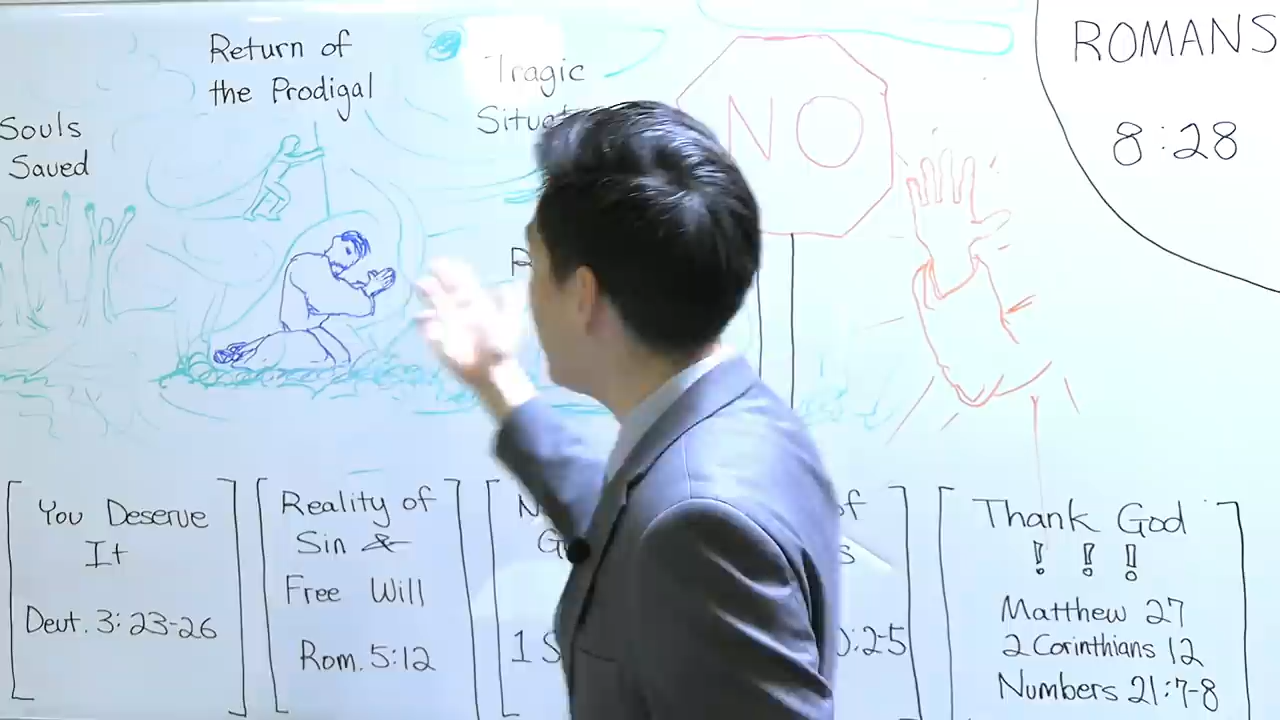 Return of
the Prodigal
Souls
Saved
Tragic
NO
ROMANS
8:28
You Deserve
It
Deut. 3:23-26
Reality of
Sin &
Free Will
Rom. 5:12
Thank God
! ! !
Matthew 27
2 Corinthians 12
Numbers 21:7-8